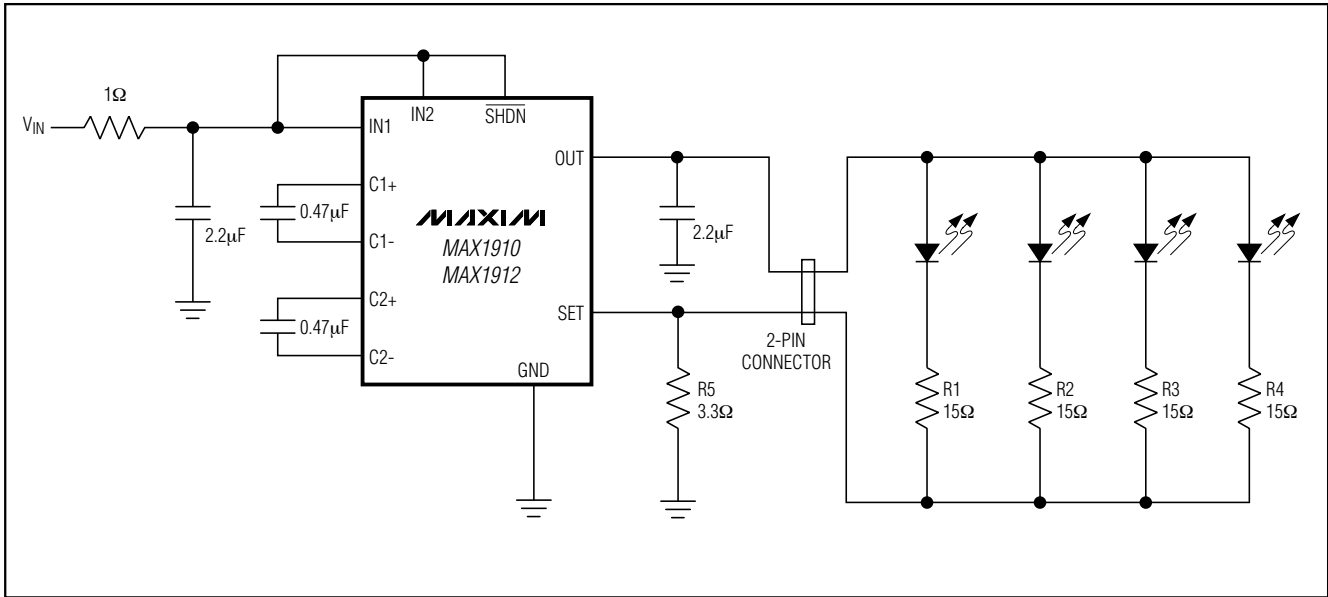 1Ω
V_IN
2.2µF
0.47µF
0.47µF
IN1
IN2
SHDN
C1+
C1-
C2+
C2-
OUT
SET
GND
MAXIM
MAX1910
MAX1912
2.2µF
R5
3.3Ω
2-PIN
CONNECTOR
R1
15Ω
R2
15Ω
R3
15Ω
R4
15Ω